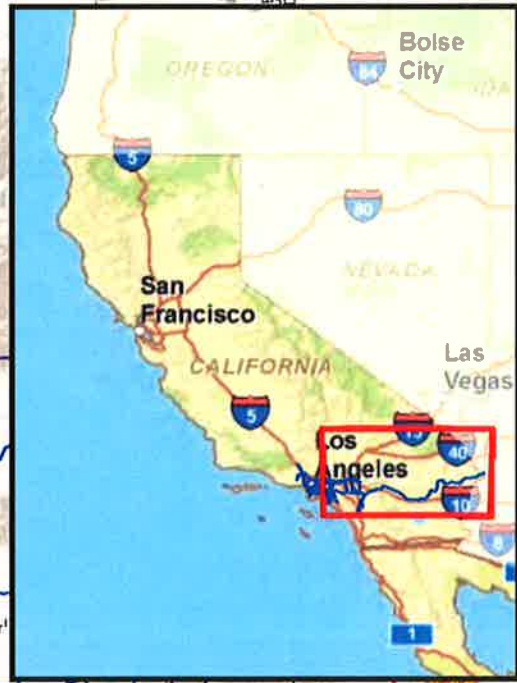 Boise
City
OREGON
84
5
80
NEVADA
San
Francisco
CALIFORNIA
Las
Vegas
5
15
Los
Angeles
40
10
8
1